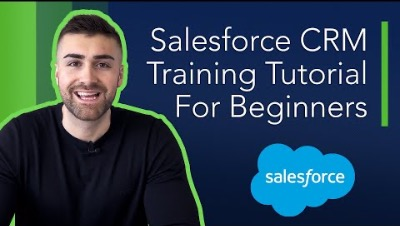 Salesforce CRM
Training Tutorial
For Beginners
salesforce